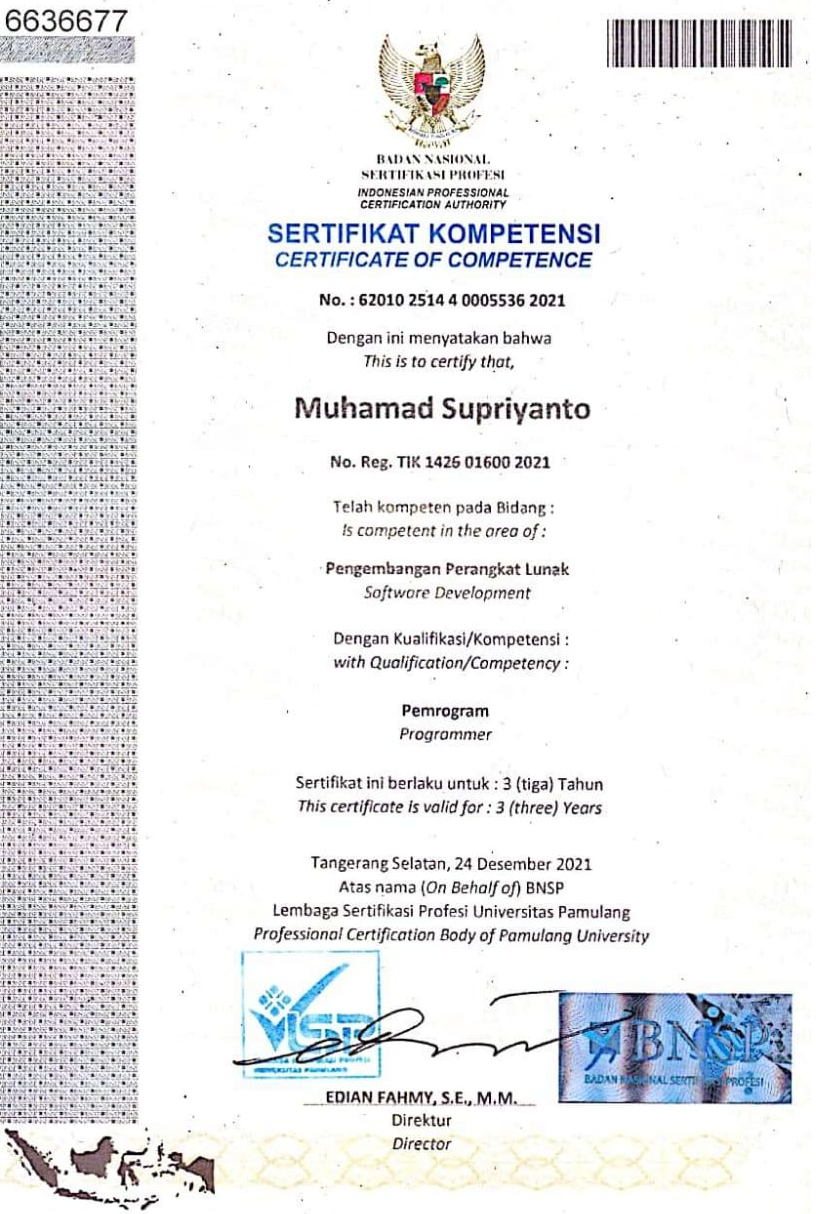 6636677
BADAN NASIONAL
SERTIFIKASI PROFESI
INDONESIAN PROFESSIONAL
CERTIFICATION AUTHORITY
SERTIFIKAT KOMPETENSI
CERTIFICATE OF COMPETENCE
No. : 62010 2514 4 0005536 2021
Dengan ini menyatakan bahwa
This is to certify that,
Muhamad Supriyanto
No. Reg. TIK 1426 01600 2021
Telah kompeten pada Bidang :
Is competent in the area of :
Pengembangan Perangkat Lunak
Software Development
Dengan Kualifikasi/Kompetensi :
with Qualification/Competency :
Pemrogram
Programmer
Sertifikat ini berlaku untuk : 3 (tiga) Tahun
This certificate is valid for : 3 (three) Years
Tangerang Selatan, 24 Desember 2021
Atas nama (On Behalf of) BNSP
Lembaga Sertifikasi Profesi Universitas Pamulang
Professional Certification Body of Pamulang University
LSP
UNIVERSITAS PAMULANG
BNSP
BADAN NASIONAL SERTIFIKASI PROFESI
EDIAN FAHMY, S.E., M.M.
Direktur
Director